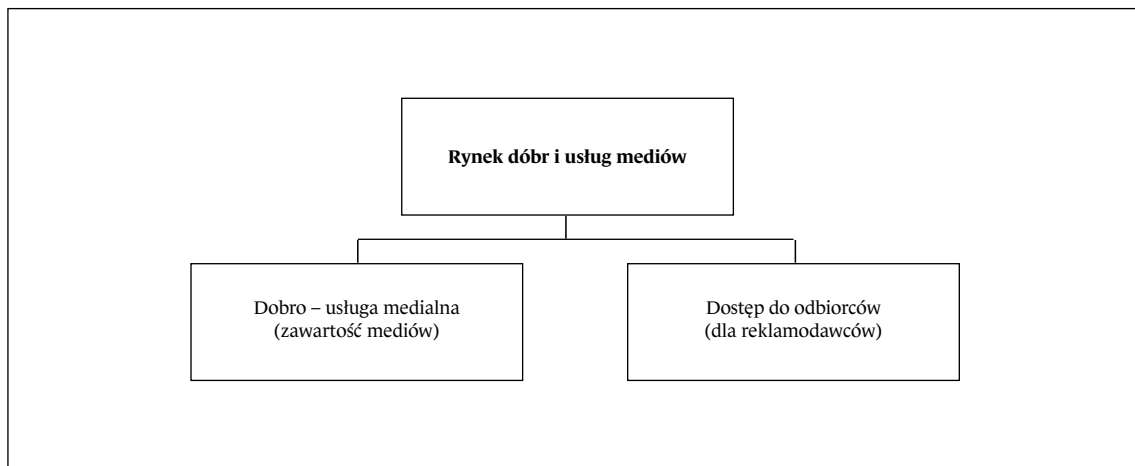 Rynek dóbr i usług mediów
Dobro – usługa medialna
(zawartość mediów)
Dostęp do odbiorców
(dla reklamodawców)